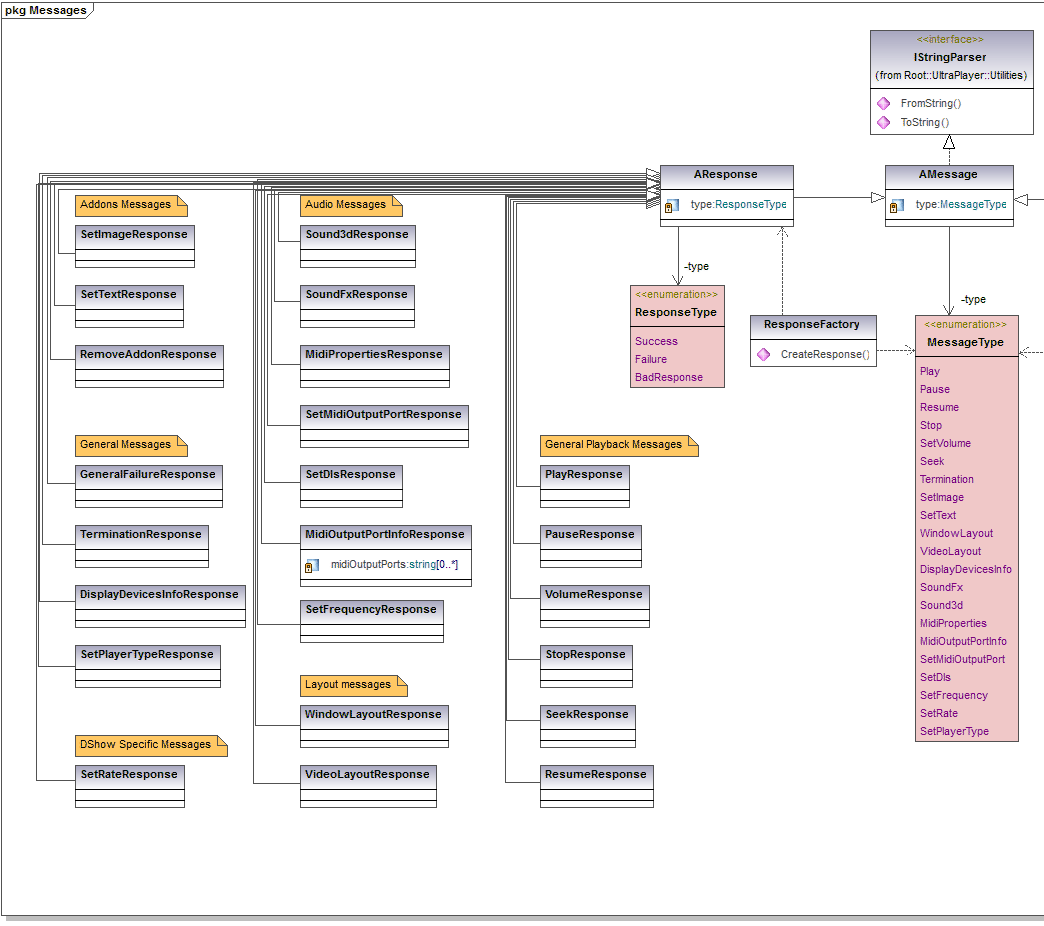 pkg Messages
<<interface>>
IStringParser
(from Root::UltraPlayer::Utilities)
FromString()
ToString()
AResponse
type:ResponseType
AMessage
type:MessageType
-type
-type
<<enumeration>>
ResponseType
Success
Failure
BadResponse
ResponseFactory
CreateResponse()
<<enumeration>>
MessageType
Play
Pause
Resume
Stop
SetVolume
Seek
Termination
SetImage
SetText
WindowLayout
VideoLayout
DisplayDevicesInfo
SoundFx
Sound3d
MidiProperties
MidiOutputPortInfo
SetMidiOutputPort
SetDls
SetFrequency
SetRate
SetPlayerType
Addons Messages
SetImageResponse
SetTextResponse
RemoveAddonResponse
General Messages
GeneralFailureResponse
TerminationResponse
DisplayDevicesInfoResponse
SetPlayerTypeResponse
DShow Specific Messages
SetRateResponse
Audio Messages
Sound3dResponse
SoundFxResponse
MidiPropertiesResponse
SetMidiOutputPortResponse
SetDlsResponse
MidiOutputPortInfoResponse
midiOutputPorts:string[0..*]
SetFrequencyResponse
Layout messages
WindowLayoutResponse
VideoLayoutResponse
General Playback Messages
PlayResponse
PauseResponse
VolumeResponse
StopResponse
SeekResponse
ResumeResponse